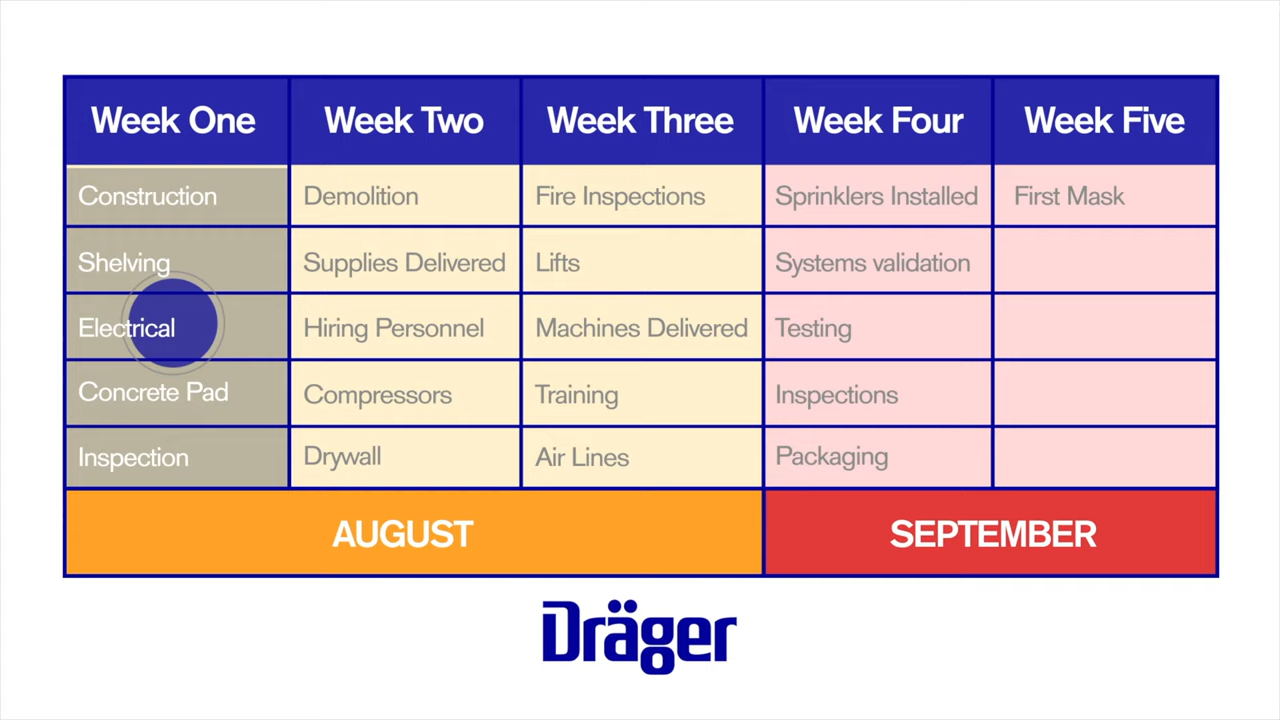 Week One Week Two Week Three Week Four Week Five
Construction Demolition Fire Inspections Sprinklers Installed First Mask
Shelving Supplies Delivered Lifts Systems validation
Electrical Hiring Personnel Machines Delivered Testing
Concrete Pad Compressors Training Inspections
Inspection Drywall Air Lines Packaging
AUGUST SEPTEMBER
Dräger